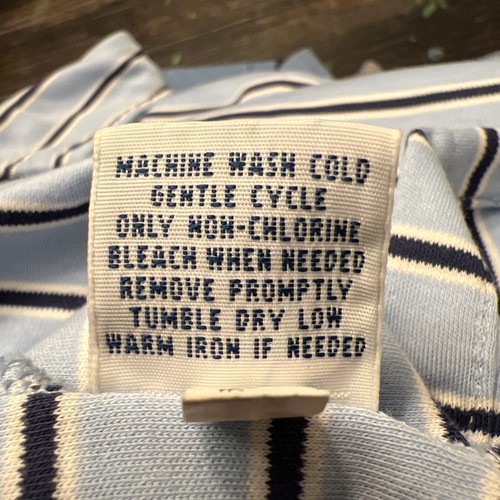 MACHINE WASH COLD
GENTLE CYCLE
ONLY NON-CHLORINE
BLEACH WHEN NEEDED
REMOVE PROMPTLY
TUMBLE DRY LOW
WARM IRON IF NEEDED